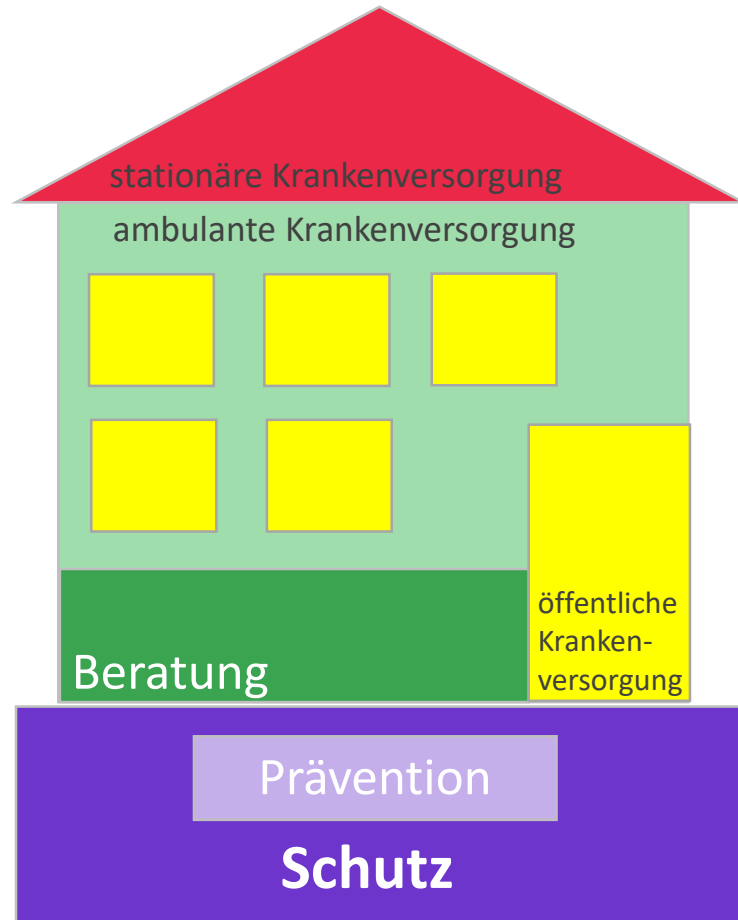 stationäre Krankenversorgung
ambulante Krankenversorgung
öffentliche
Kranken-
versorgung
Beratung
Prävention
Schutz